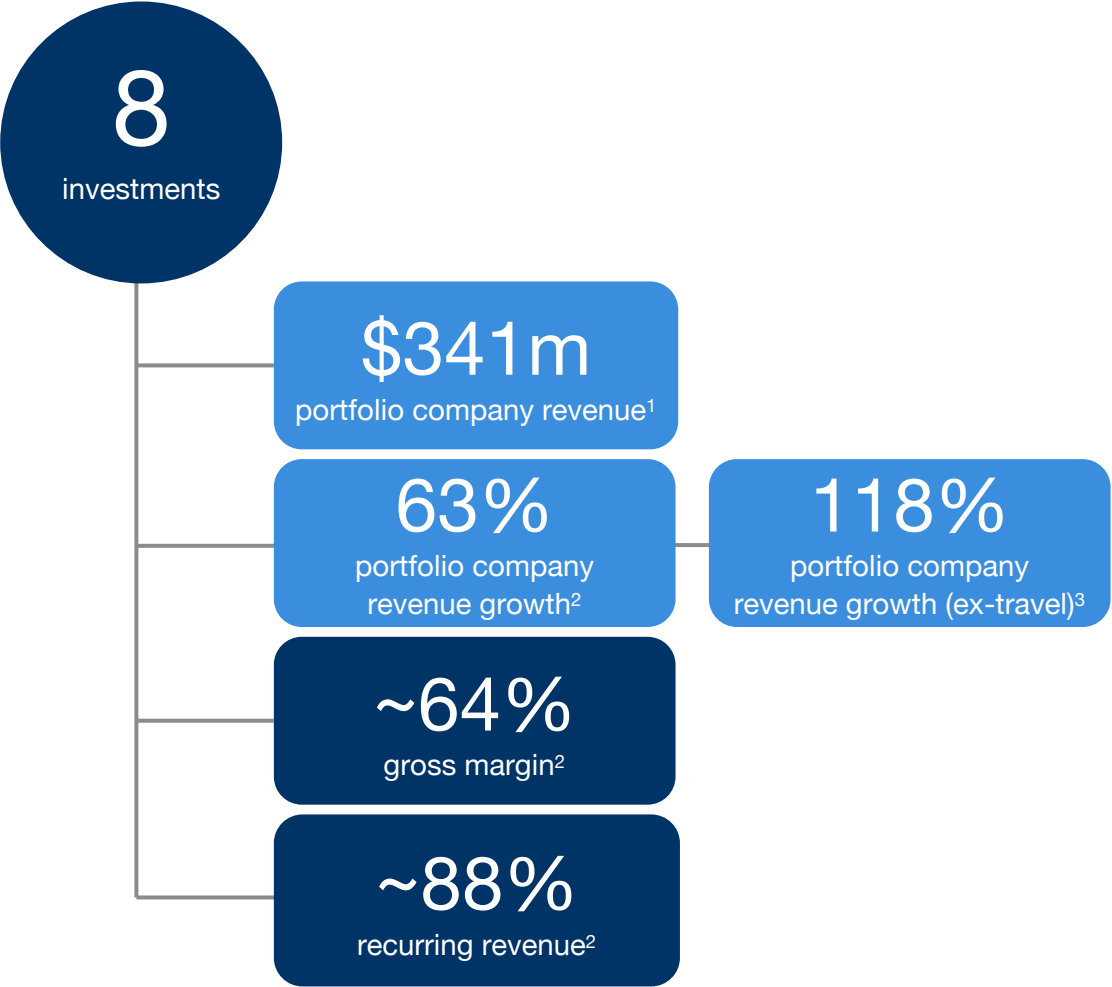 8
investments
$341m
portfolio company revenue¹
63%
portfolio company
revenue growth²
118%
portfolio company
revenue growth (ex-travel)³
~64%
gross margin²
~88%
recurring revenue²